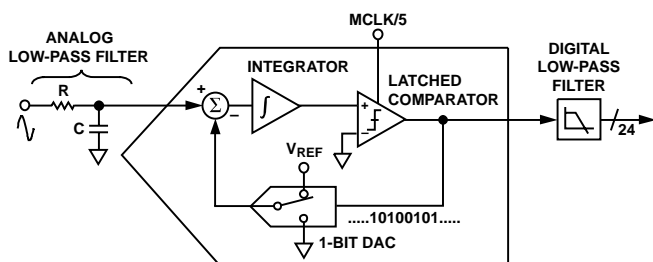 MCLK/5
ANALOG
LOW-PASS FILTER
INTEGRATOR
LATCHED
COMPARATOR
DIGITAL
LOW-PASS
FILTER
R
C
+
Σ
–
∫
+
–
24
VREF
.....10100101.....
1-BIT DAC